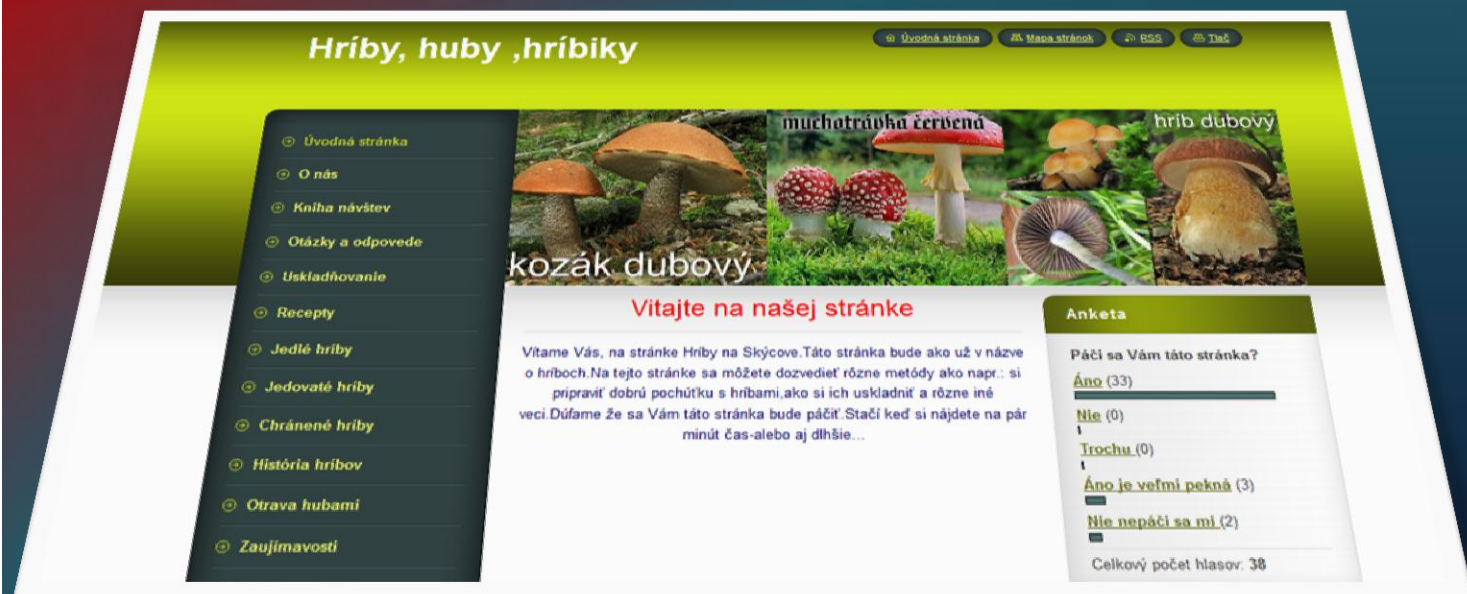 Hríby, huby ,hríbiky
Úvodná stránka
Mapa stránok
RSS
Tlač
Úvodná stránka
O nás
Kniha návštev
Otázky a odpovede
Uskladňovanie
Recepty
Jedlé hríby
Jedovaté hríby
Chránené hríby
História hríbov
Otrava hubami
Zaujímavosti
kozák dubový
muchotrávka červená
hríb dubový
Vitajte na našej stránke
Vítame Vás, na stránke Hríby na Skýcove.Táto stránka bude ako už v názve
o hríboch.Na tejto stránke sa môžete dozvedieť rôzne metódy ako napr.: si
pripraviť dobrú pochúťku s hríbami,ako si ich uskladniť a rôzne iné
veci.Dúfame že sa Vám táto stránka bude páčiť.Stačí keď si nájdete na pár
minút čas-alebo aj dlhšie...
Anketa
Páči sa Vám táto stránka?
Áno (33)
Nie (0)
Trochu (0)
Áno je veľmi pekná (3)
Nie nepáči sa mi (2)
Celkový počet hlasov: 38